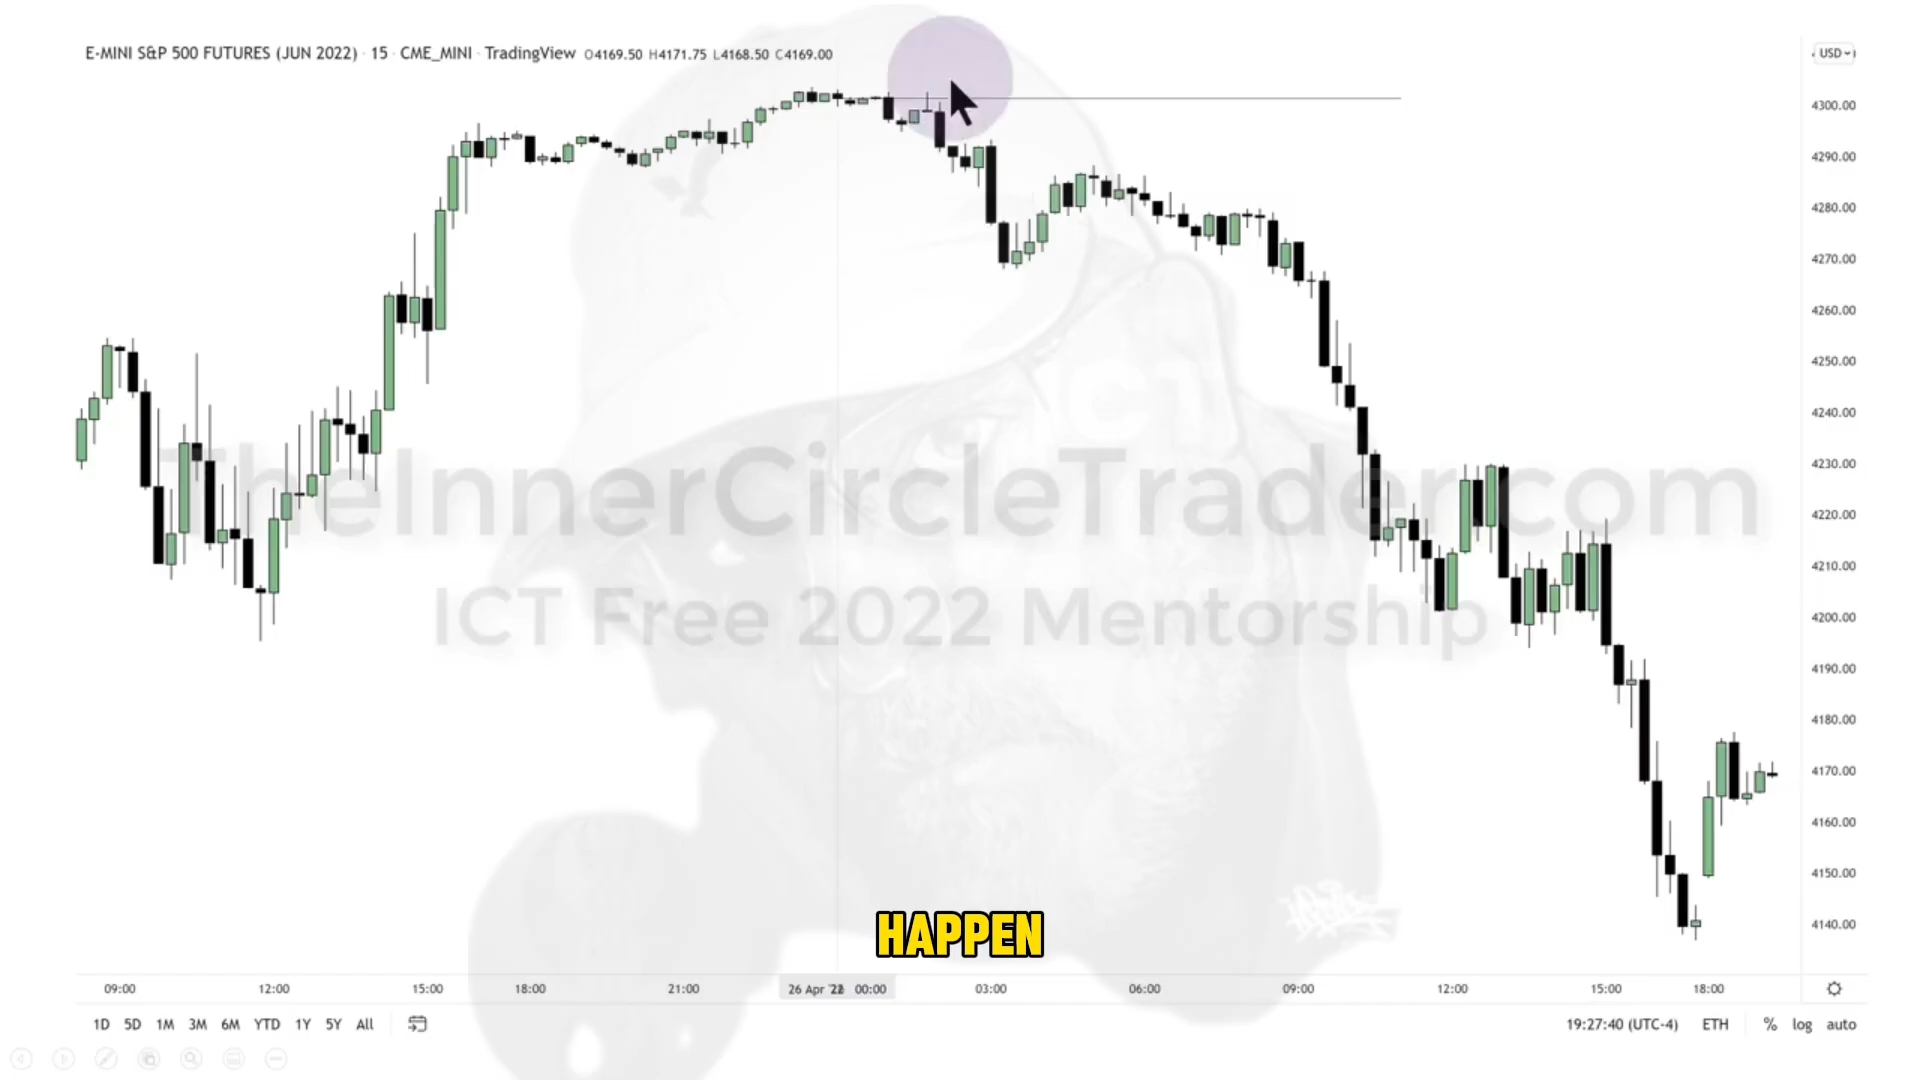 E-MINI S&P 500 FUTURES (JUN 2022) · 15 · CME_MINI · TradingView O4169.50 H4171.75 L4168.50 C4169.00
USD
4300.00
4290.00
4280.00
4270.00
4260.00
4250.00
4240.00
4230.00
4220.00
4210.00
4200.00
4190.00
4180.00
4170.00
4160.00
4150.00
4140.00
TheInnerCircleTrader.com
ICT Free 2022 Mentorship
HAPPEN
09:00 12:00 15:00 18:00 21:00 26 Apr '22 00:00 03:00 06:00 09:00 12:00 15:00 18:00
1D 5D 1M 3M 6M YTD 1Y 5Y All 19:27:40 (UTC-4) ETH % log auto